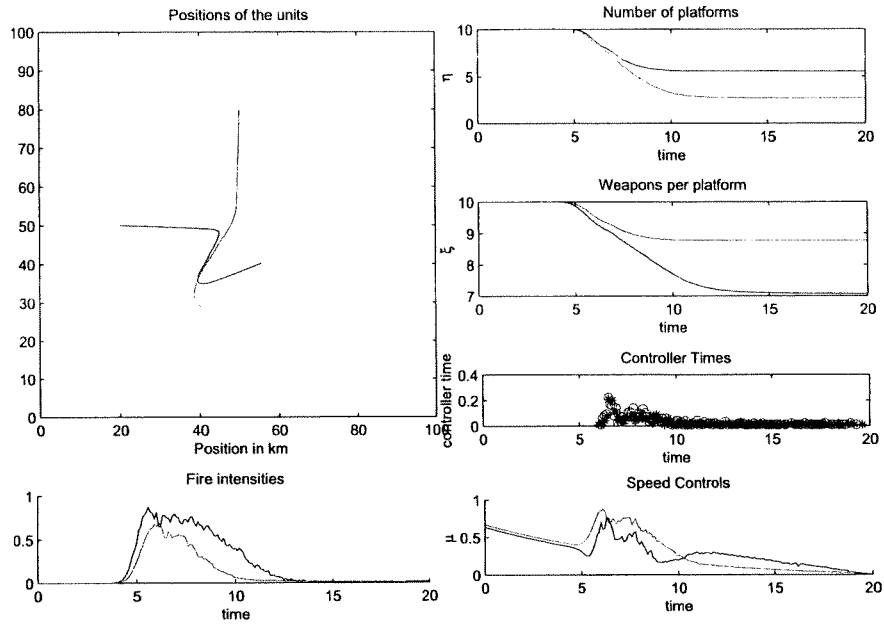 Positions of the units
100
90
80
70
60
50
40
30
20
10
0
0 20 40 60 80 100
Position in km
Number of platforms
10
5
0
η
0 5 10 15 20
time
Weapons per platform
10
9
8
7
ξ
0 5 10 15 20
time
Controller Times
0.4
0.2
0
controller time
0 5 10 15 20
time
Fire intensities
1
0.5
0
0 5 10 15 20
time
Speed Controls
1
0.5
0
μ
0 5 10 15 20
time